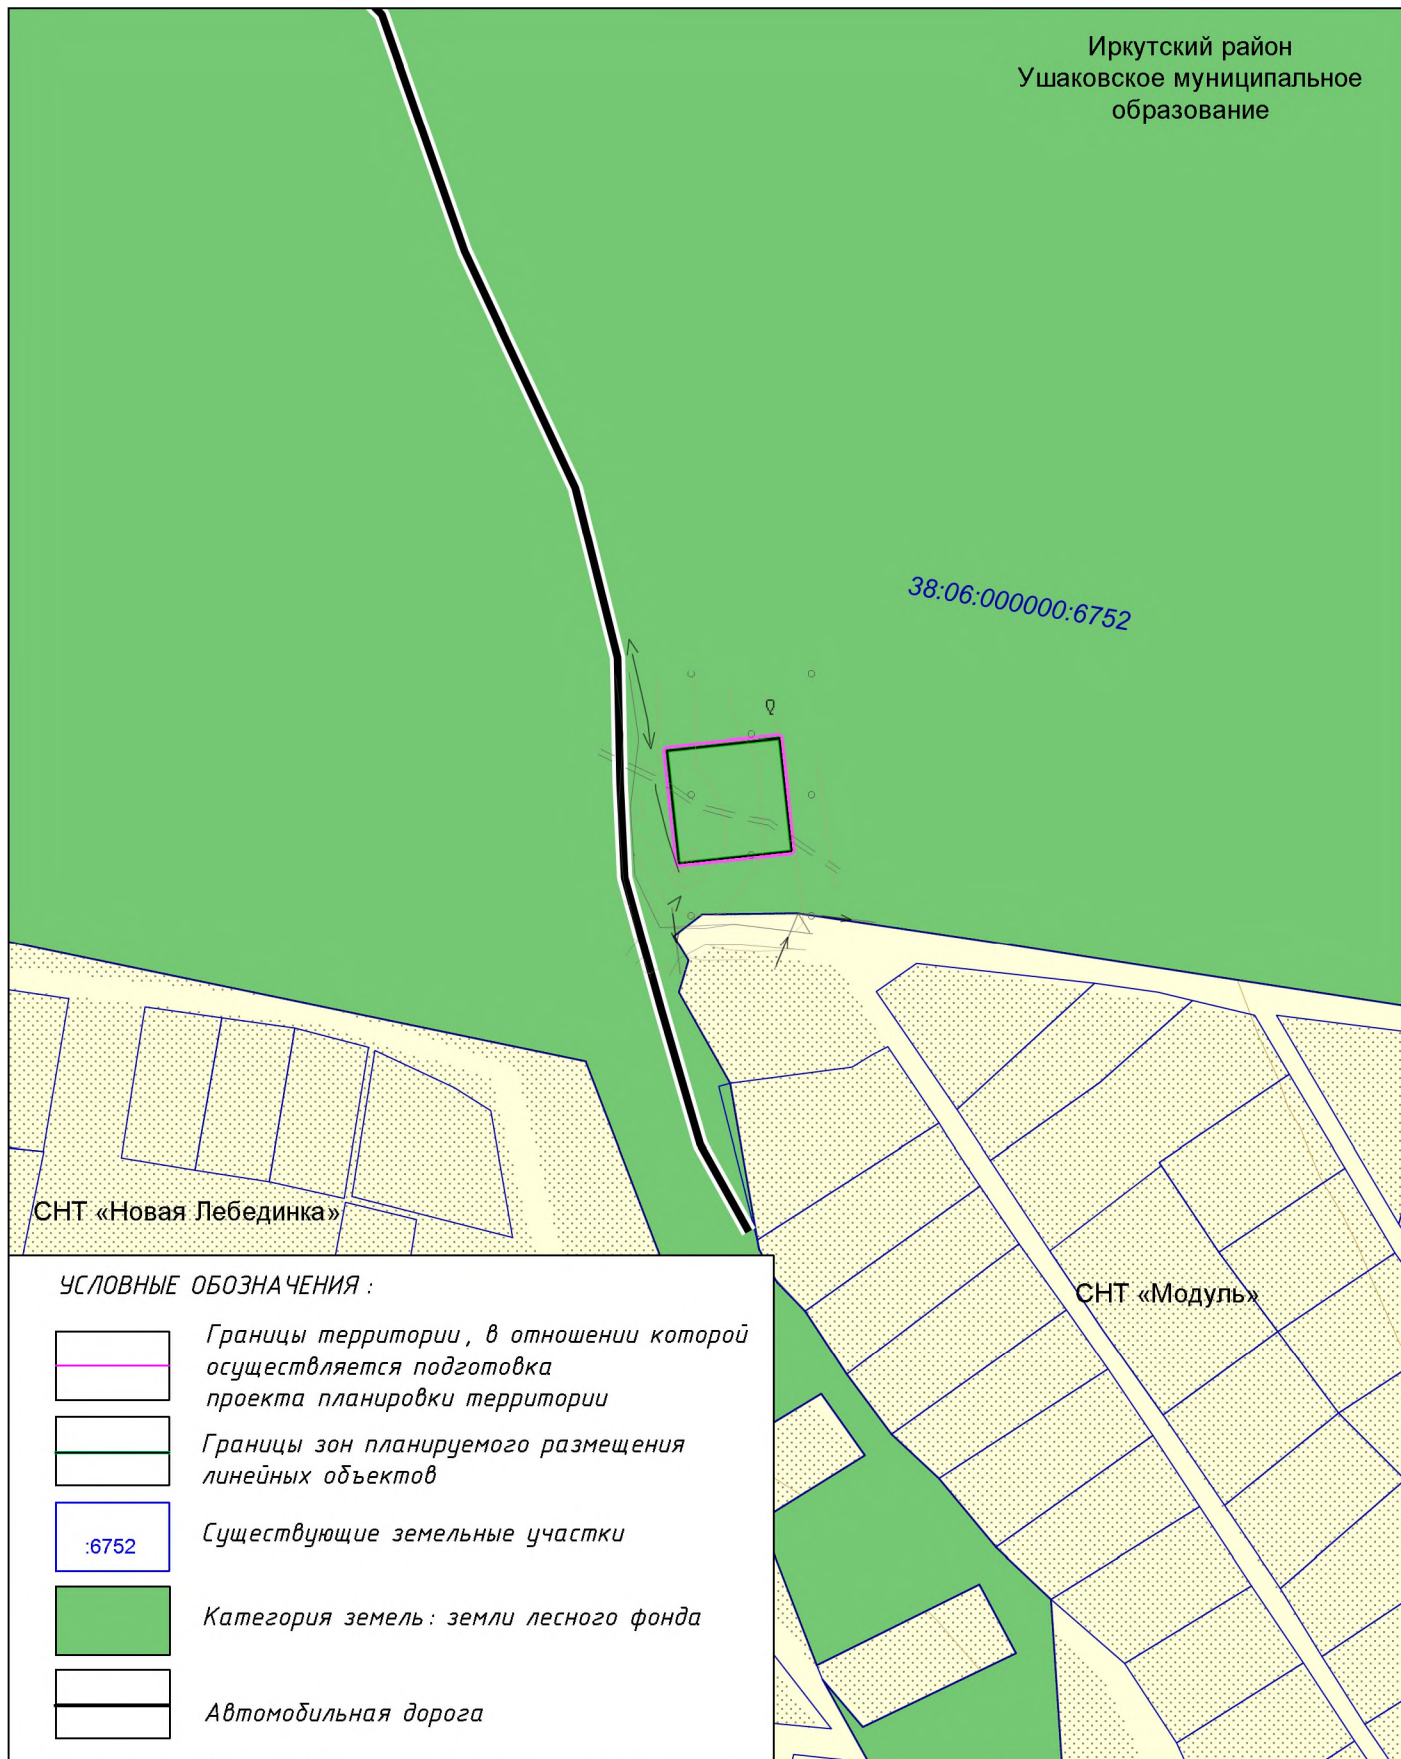 Иркутский район
Ушаковское муниципальное
образование
38:06:000000:6752
СНТ «Новая Лебединка»
СНТ «Модуль»
УСЛОВНЫЕ ОБОЗНАЧЕНИЯ :
Границы территории, в отношении которой
осуществляется подготовка
проекта планировки территории
Границы зон планируемого размещения
линейных объектов
:6752
Существующие земельные участки
Категория земель: земли лесного фонда
Автомобильная дорога